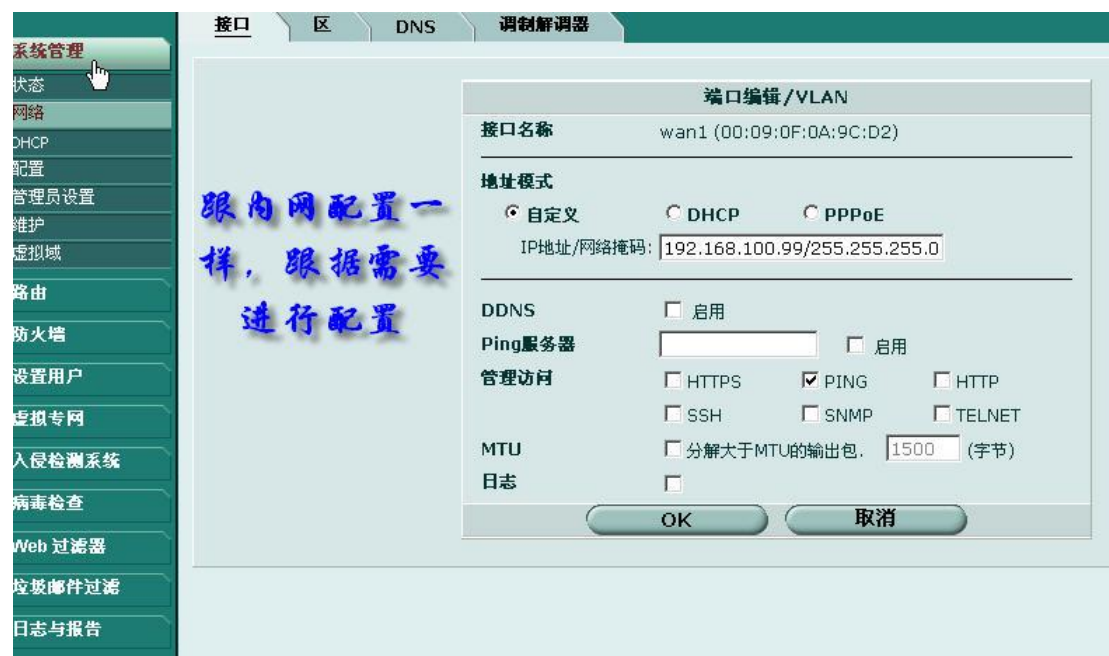 接口 区 DNS 调制解调器
系统管理
状态
网络
DHCP
配置
管理员设置
维护
虚拟域
路由
防火墙
设置用户
虚拟专网
入侵检测系统
病毒检查
Web 过滤器
垃圾邮件过滤
日志与报告
跟内网配置一
样，跟据需要
进行配置
端口编辑/VLAN
接口名称 wan1 (00:09:0F:0A:9C:D2)
地址模式
自定义 DHCP PPPoE
IP地址/网络掩码: 192.168.100.99/255.255.255.0
DDNS 启用
Ping服务器 启用
管理访问 HTTPS PING HTTP
SSH SNMP TELNET
MTU 分解大于MTU的输出包. 1500 (字节)
日志
OK 取消